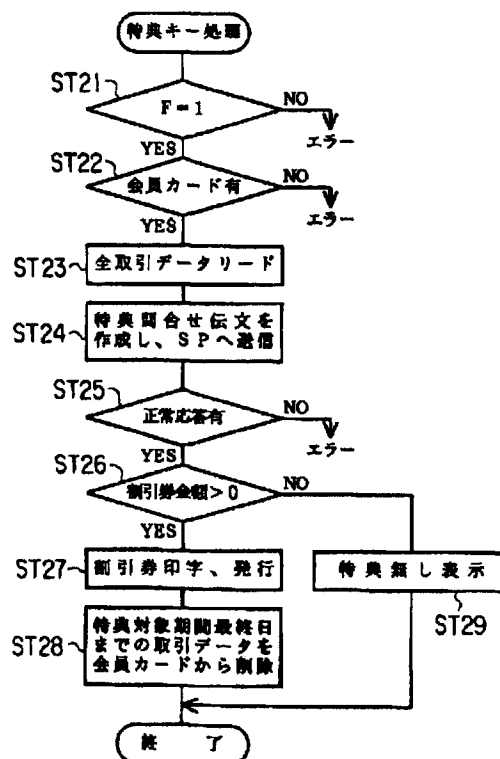 特典キー処理
ST21
F=1
NO
エラー
YES
ST22
会員カード有
NO
エラー
YES
ST23
全取引データリード
ST24
特典問合せ伝文を
作成し、SPへ送信
ST25
正常応答有
NO
エラー
YES
ST26
割引券金額>0
NO
YES
ST27
割引券印字、発行
特典無し表示
ST29
ST28
特典対象期間最終日
までの取引データを
会員カードから削除
終 了